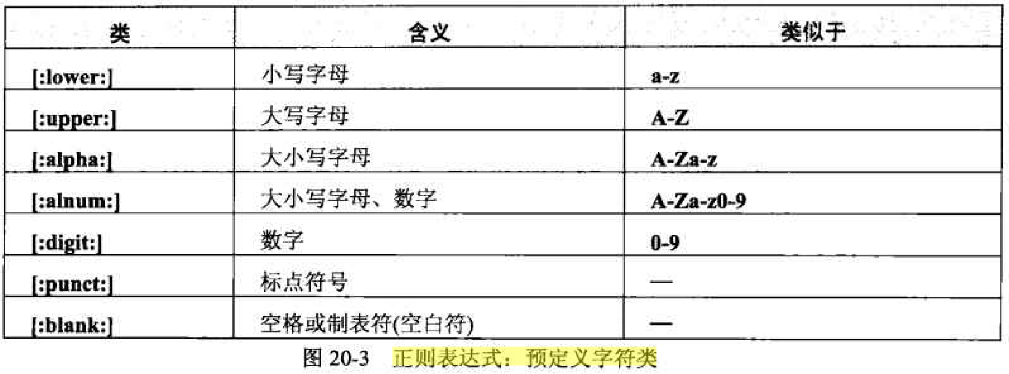 类 含义 类似于
[:lower:] 小写字母 a-z
[:upper:] 大写字母 A-Z
[:alpha:] 大小写字母 A-Za-z
[:alnum:] 大小写字母、数字 A-Za-z0-9
[:digit:] 数字 0-9
[:punct:] 标点符号 —
[:blank:] 空格或制表符(空白符) —
图 20-3 正则表达式：预定义字符类